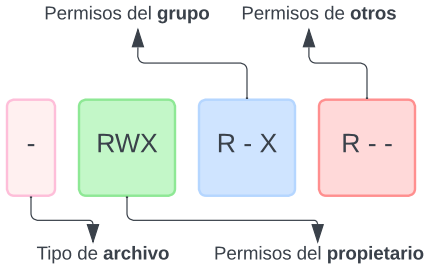 Permisos del grupo
Permisos de otros
-
RWX
R - X
R - -
Tipo de archivo
Permisos del propietario